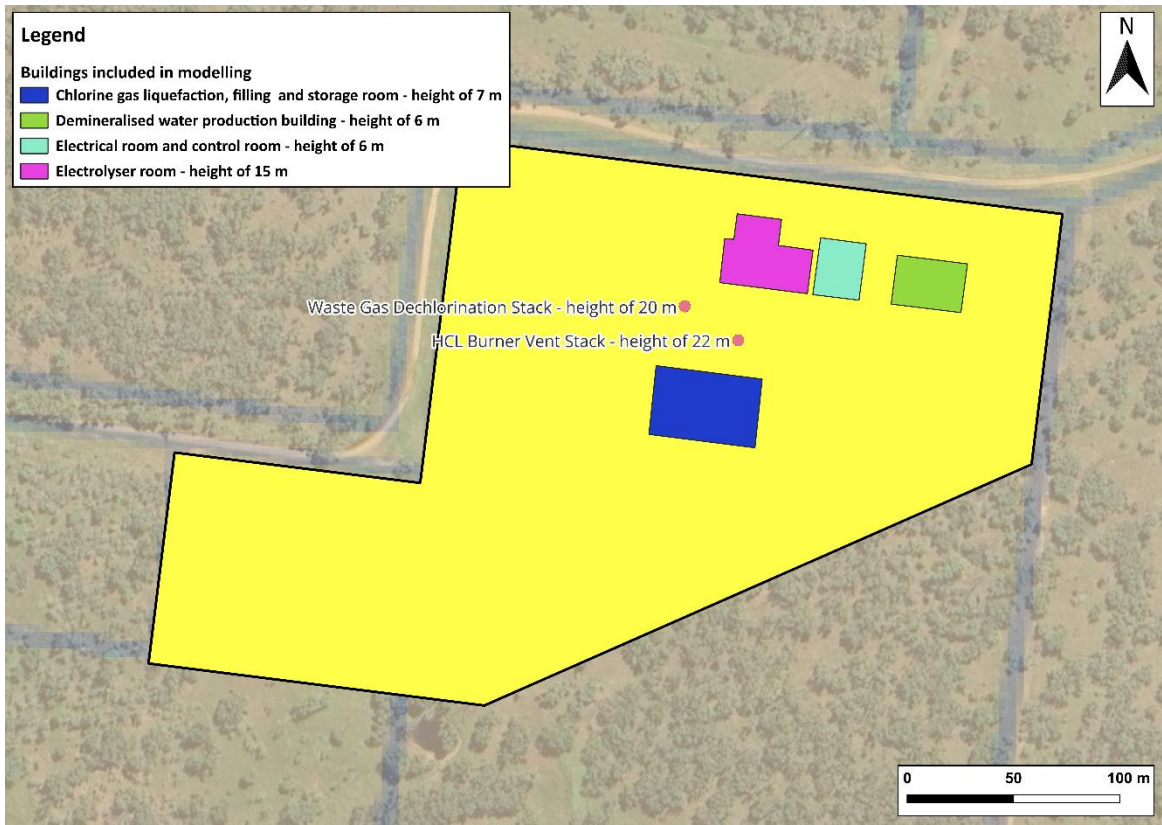 Legend
Buildings included in modelling
Chlorine gas liquefaction, filling and storage room - height of 7 m
Demineralised water production building - height of 6 m
Electrical room and control room - height of 6 m
Electrolyser room - height of 15 m
N
Waste Gas Dechlorination Stack - height of 20 m
HCL Burner Vent Stack - height of 22 m
0 50 100 m